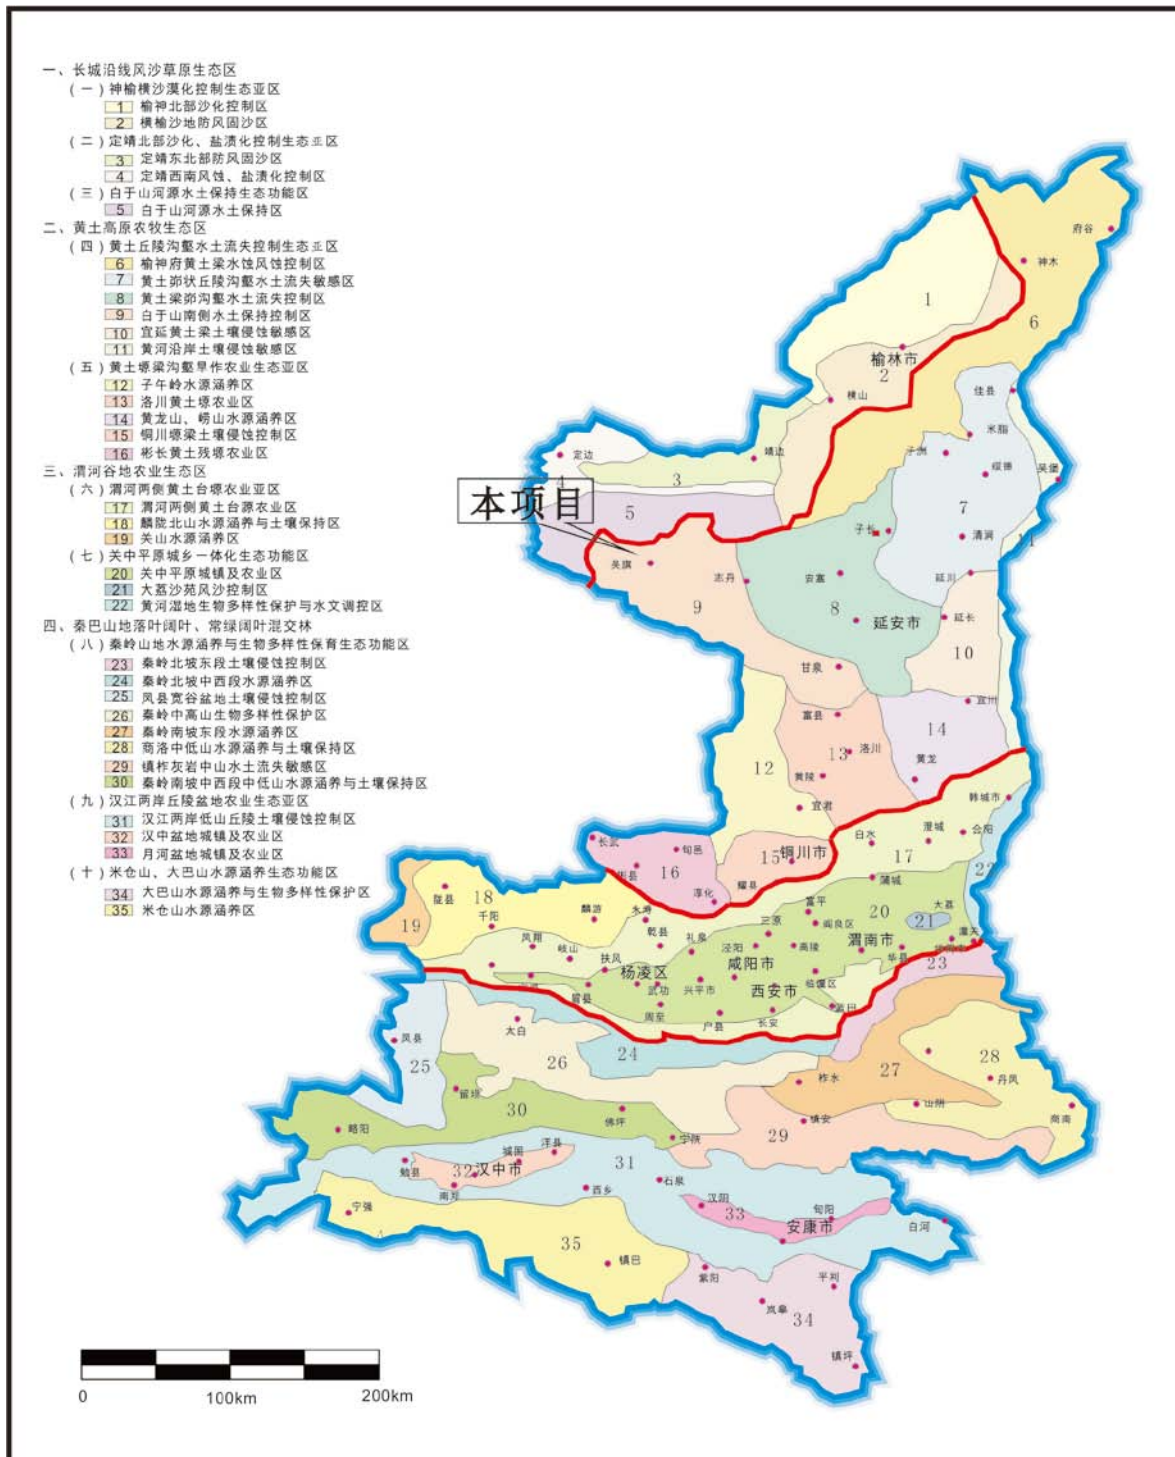 一、长城沿线风沙草原生态区
(一)神榆横沙漠化控制生态亚区
1 榆神北部沙化控制区
2 横榆沙地防风固沙区
(二)定靖北部沙化、盐渍化控制生态亚区
3 定靖东北部防风固沙区
4 定靖西南风蚀、盐渍化控制区
(三)白于山河源水土保持生态功能区
5 白于山河源水土保持区
二、黄土高原农牧生态区
(四)黄土丘陵沟壑水土流失控制生态亚区
6 榆神府黄土梁水蚀风蚀控制区
7 黄土峁状丘陵沟壑水土流失敏感区
8 黄土梁峁沟壑水土流失控制区
9 白于山南侧水土保持控制区
10 宜延黄土梁土壤侵蚀敏感区
11 黄河沿岸土壤侵蚀敏感区
(五)黄土塬梁沟壑旱作农业生态亚区
12 子午岭水源涵养区
13 洛川黄土塬农业区
14 黄龙山、崂山水源涵养区
15 铜川塬梁土壤侵蚀控制区
16 彬长黄土残塬农业区
三、渭河谷地农业生态区
(六)渭河两侧黄土台塬农业亚区
17 渭河两侧黄土台源农业区
18 麟陇北山水源涵养与土壤保持区
19 关山水源涵养区
(七)关中平原城乡一体化生态功能区
20 关中平原城镇及农业区
21 大荔沙苑风沙控制区
22 黄河湿地生物多样性保护与水文调控区
四、秦巴山地落叶阔叶、常绿阔叶混交林
(八)秦岭山地水源涵养与生物多样性保育生态功能区
23 秦岭北坡东段土壤侵蚀控制区
24 秦岭北坡中西段水源涵养区
25 凤县宽谷盆地土壤侵蚀控制区
26 秦岭中高山生物多样性保护区
27 秦岭南坡东段水源涵养区
28 商洛中低山水源涵养与土壤保持区
29 镇柞灰岩中山水土流失敏感区
30 秦岭南坡中西段中低山水源涵养与土壤保持区
(九)汉江两岸丘陵盆地农业生态亚区
31 汉江两岸低山丘陵土壤侵蚀控制区
32 汉中盆地城镇及农业区
33 月河盆地城镇及农业区
(十)米仓山、大巴山水源涵养生态功能区
34 大巴山水源涵养与生物多样性保护区
35 米仓山水源涵养区
府谷
神木
1
6
榆林市
2
横山
佳县
米脂
子洲
绥德
吴堡
定边
靖边
4
3
本项目
5
7
子长
清涧
11
吴旗
志丹
安塞
延川
9
8
延安市
延长
10
甘泉
宜川
富县
14
13
洛川
12
黄陵
黄龙
宜君
韩城市
长武
旬邑
白水
澄城
合阳
15
铜川市
17
22
彬县
16
淳化
耀县
蒲城
18
陇县
19
千阳
麟游
永寿
富平
20
大荔
21
三原
阎良区
潼关
凤翔
乾县
礼泉
泾阳
高陵
渭南市
岐山
扶风
杨凌区
咸阳市
华县
23
眉县
武功
兴平市
西安市
临潼区
周至
户县
长安
蓝田
太白
凤县
25
26
24
28
27
柞水
丹凤
留坝
30
佛坪
山阴
商南
略阳
宁陕
镇安
29
洋县
城固
31
勉县
32
汉中市
南郑
西乡
石泉
汉阴
33
旬阳
安康市
白河
宁强
35
镇巴
紫阳
平利
岚皋
34
镇坪
0
100km
200km